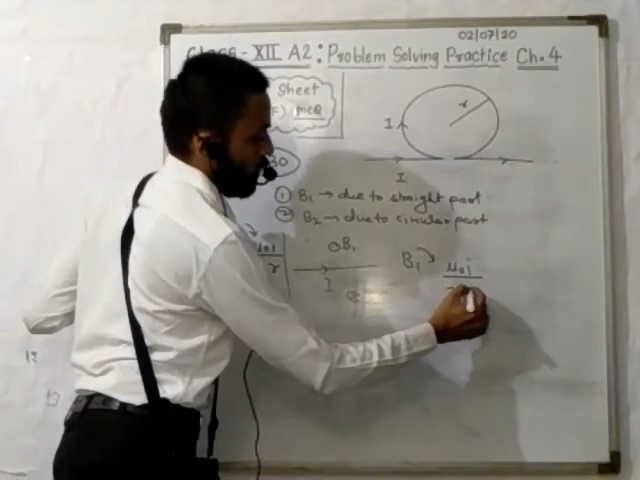 02/07/20
Class - XII A2 : Problem Solving Practice Ch. 4
Sheet
MCQ
r
I
30
I
① B₁ → due to straight part
② B₂ → due to circular part
B₁
I
μ₀i
r
B₁
μ₀i